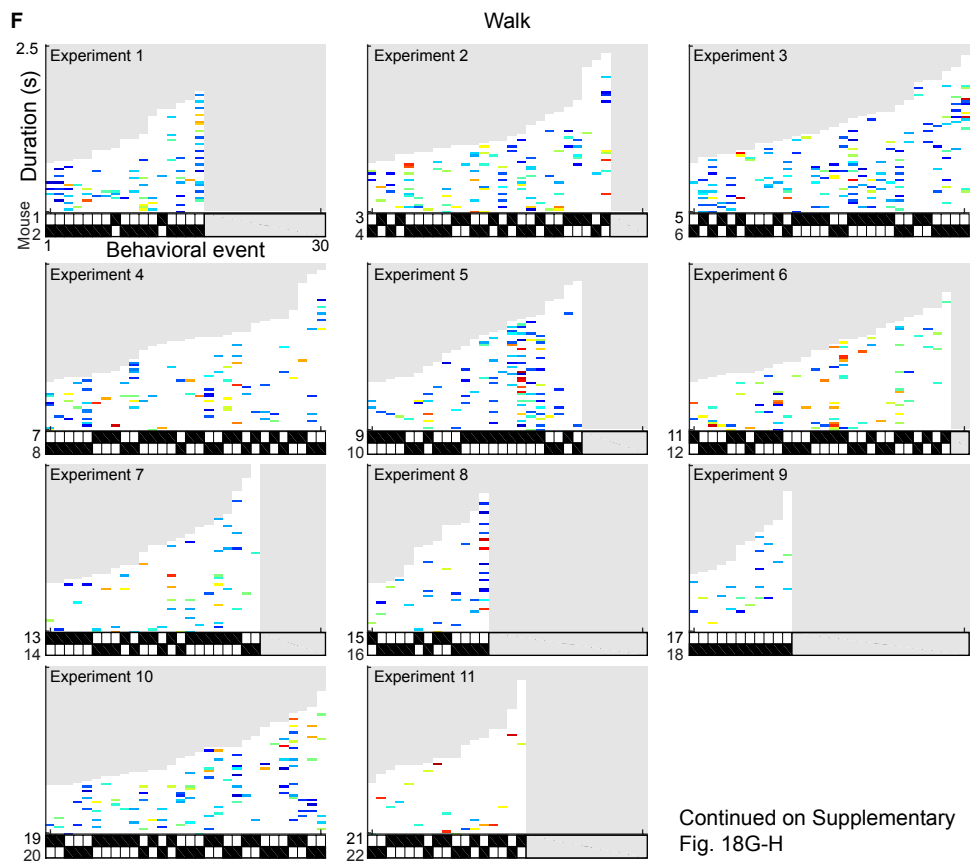 F
Walk
2.5
Duration (s)
Experiment 1
Experiment 2
Experiment 3
Mouse
1
2
3
4
5
6
1
30
Behavioral event
Experiment 4
Experiment 5
Experiment 6
7
8
9
10
11
12
Experiment 7
Experiment 8
Experiment 9
13
14
15
16
17
18
Experiment 10
Experiment 11
19
20
21
22
Continued on Supplementary
Fig. 18G-H